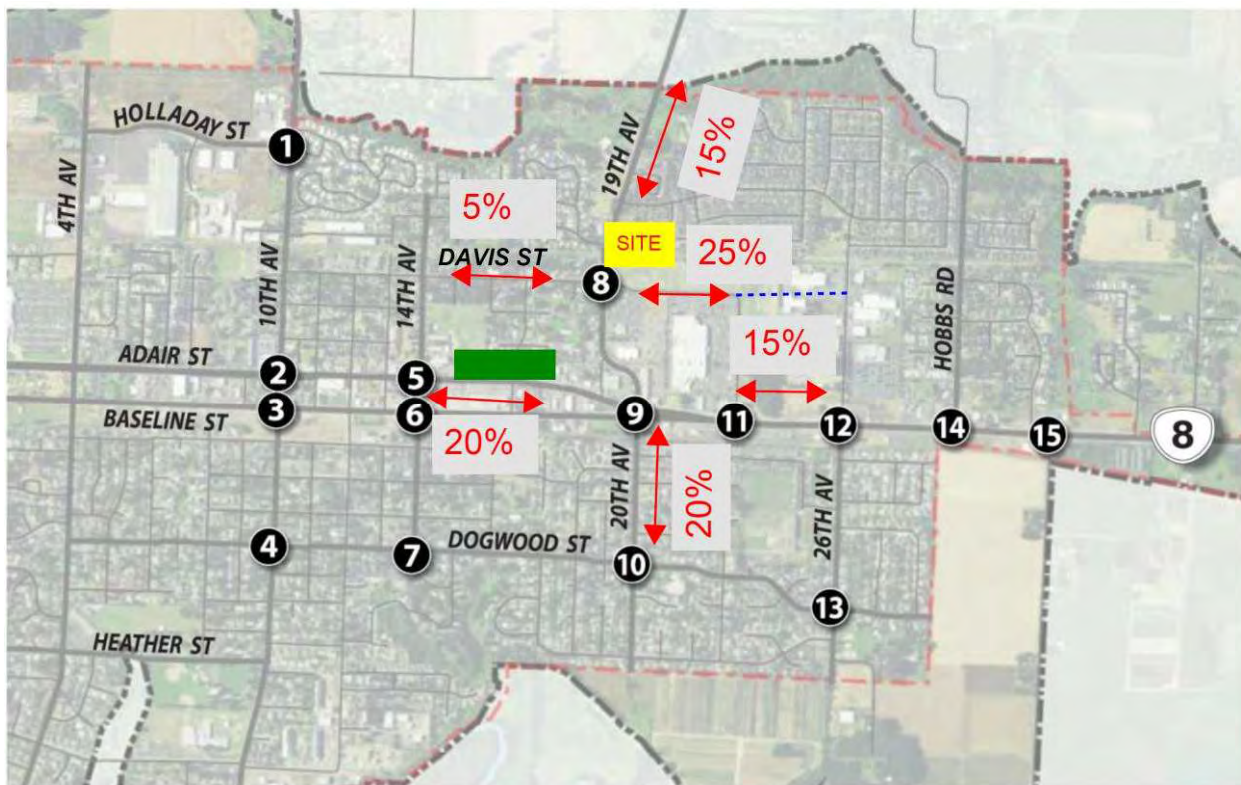 HOLLADAY ST
1
4TH AV
10TH AV
14TH AV
19TH AV
15%
5%
DAVIS ST
SITE
25%
8
HOBBS RD
ADAIR ST
2
5
15%
BASELINE ST
3
6
9
11
12
14
15
8
20%
20TH AV
20%
26TH AV
4
7
DOGWOOD ST
10
13
HEATHER ST